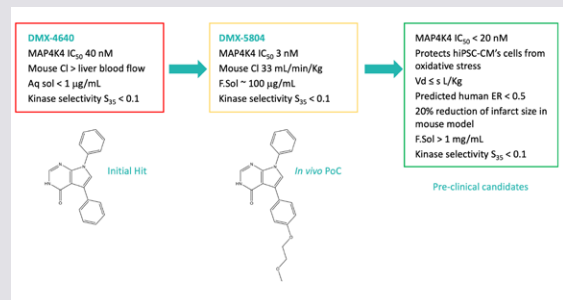 DMX-4640
MAP4K4 IC50 40 nM
Mouse Cl > liver blood flow
Aq sol < 1 µg/mL
Kinase selectivity S35 < 0.1
Initial Hit
DMX-5804
MAP4K4 IC50 3 nM
Mouse Cl 33 mL/min/Kg
F.Sol ~ 100 µg/mL
Kinase selectivity S35 < 0.1
In vivo PoC
MAP4K4 IC50 < 20 nM
Protects hiPSC-CM's cells from
oxidative stress
Vd ≤ s L/Kg
Predicted human ER < 0.5
20% reduction of infarct size in
mouse model
F.Sol > 1 mg/mL
Kinase selectivity S35 < 0.1
Pre-clinical candidates